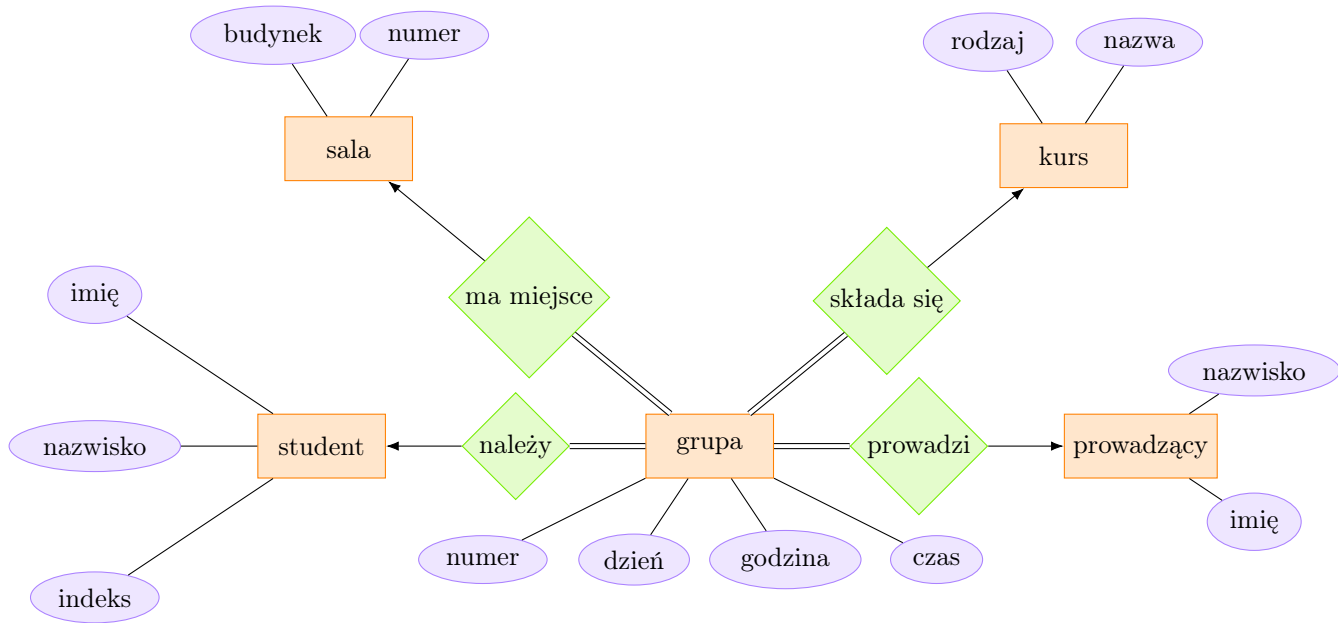 budynek
numer
rodzaj
nazwa
sala
kurs
imię
ma miejsce
składa się
nazwisko
nazwisko
student
należy
grupa
prowadzi
prowadzący
numer
dzień
godzina
czas
imię
indeks